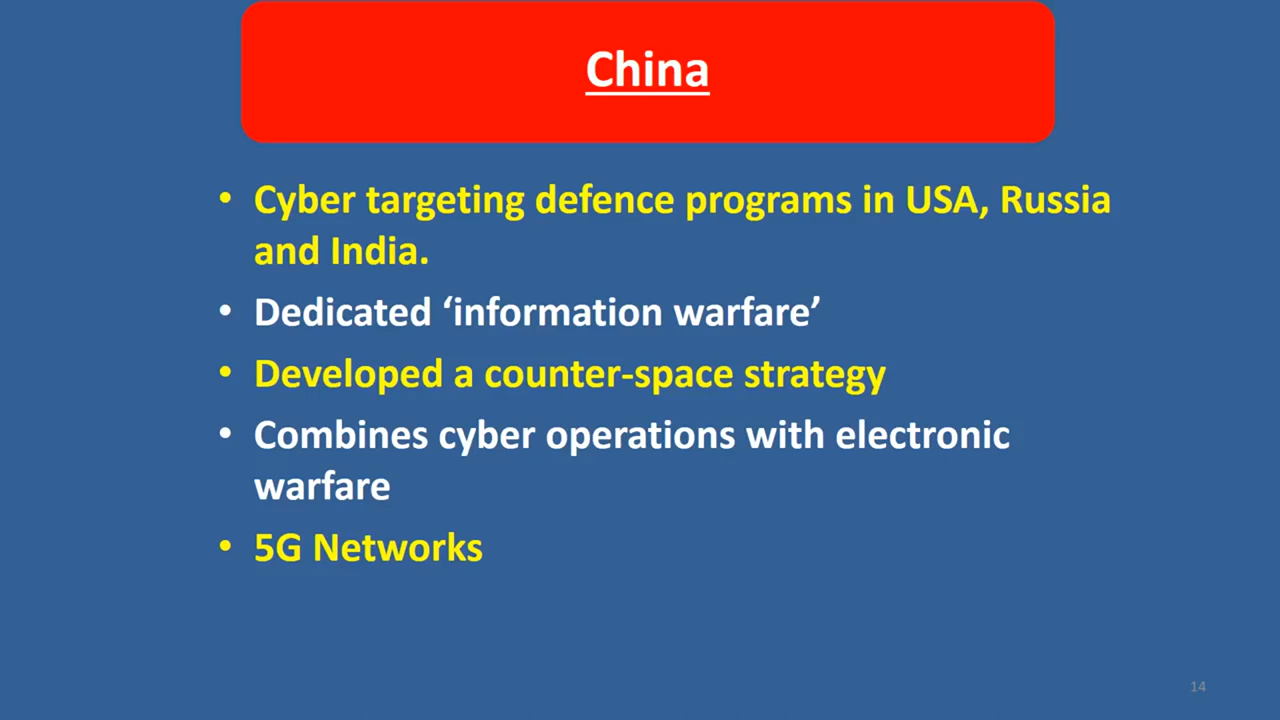 China
• Cyber targeting defence programs in USA, Russia
and India.
• Dedicated ‘information warfare’
• Developed a counter-space strategy
• Combines cyber operations with electronic
warfare
• 5G Networks
14